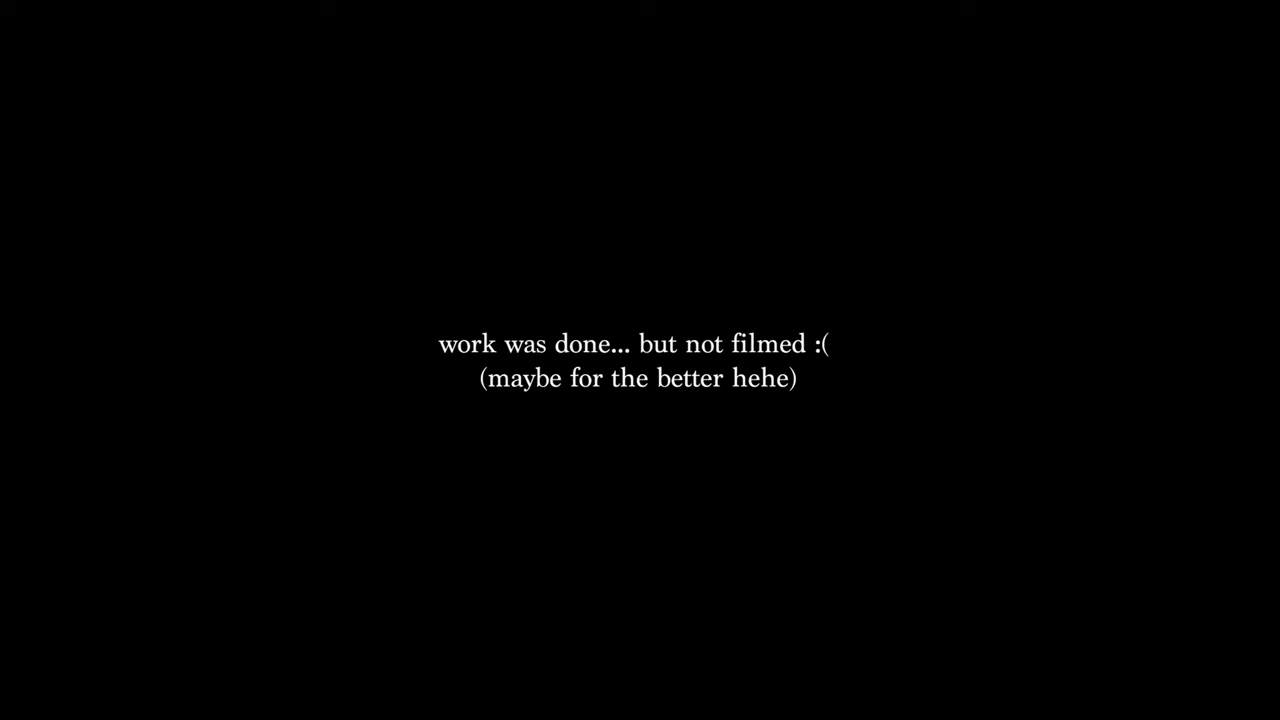 work was done... but not filmed :(
(maybe for the better hehe)